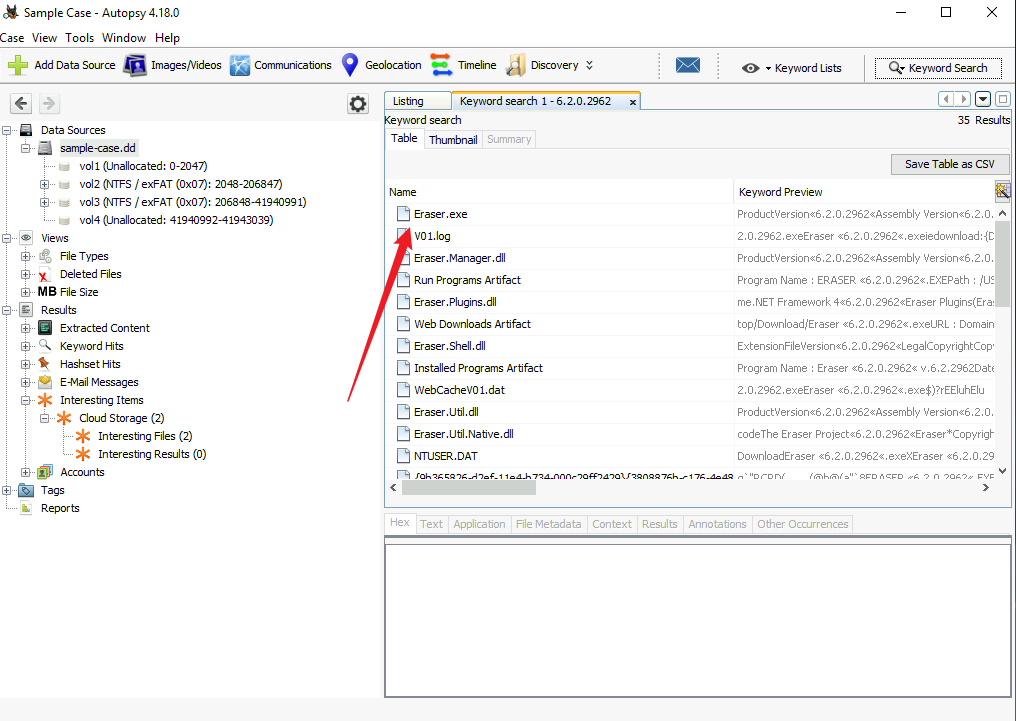 Sample Case - Autopsy 4.18.0
Case View Tools Window Help
Add Data Source Images/Videos Communications Geolocation Timeline Discovery Keyword Lists Keyword Search
Data Sources
sample-case.dd
vol1 (Unallocated: 0-2047)
vol2 (NTFS / exFAT (0x07): 2048-206847)
vol3 (NTFS / exFAT (0x07): 206848-41940991)
vol4 (Unallocated: 41940992-41943039)
Views
File Types
Deleted Files
MB File Size
Results
Extracted Content
Keyword Hits
Hashset Hits
E-Mail Messages
Interesting Items
Cloud Storage (2)
Interesting Files (2)
Interesting Results (0)
Accounts
Tags
Reports
Listing Keyword search 1 - 6.2.0.2962 x
Keyword search 35 Results
Table Thumbnail Summary
Save Table as CSV
Name Keyword Preview
Eraser.exe ProductVersion«6.2.0.2962«Assembly Version«6.2.0.
V01.log 2.0.2962.exeEraser «6.2.0.2962«.exeiedownload:{D
Eraser.Manager.dll ProductVersion«6.2.0.2962«Assembly Version«6.2.0.
Run Programs Artifact Program Name : ERASER «6.2.0.2962«.EXEPath : /US
Eraser.Plugins.dll me.NET Framework 4«6.2.0.2962«Eraser Plugins(Eras
Web Downloads Artifact top/Download/Eraser «6.2.0.2962«.exeURL : Domain
Eraser.Shell.dll ExtensionFileVersion«6.2.0.2962«LegalCopyrightCopy
Installed Programs Artifact Program Name : Eraser «6.2.0.2962« v.6.2.2962Date
WebCacheV01.dat 2.0.2962.exeEraser «6.2.0.2962«.exe$)?rEEluhElu
Eraser.Util.dll ProductVersion«6.2.0.2962«Assembly Version«6.2.0.
Eraser.Util.Native.dll codeThe Eraser Project«6.2.0.2962«Eraser*Copyrigh
NTUSER.DAT DownloadEraser «6.2.0.2962«.exeXEraser «6.2.0.2962
Hex Text Application File Metadata Context Results Annotations Other Occurrences